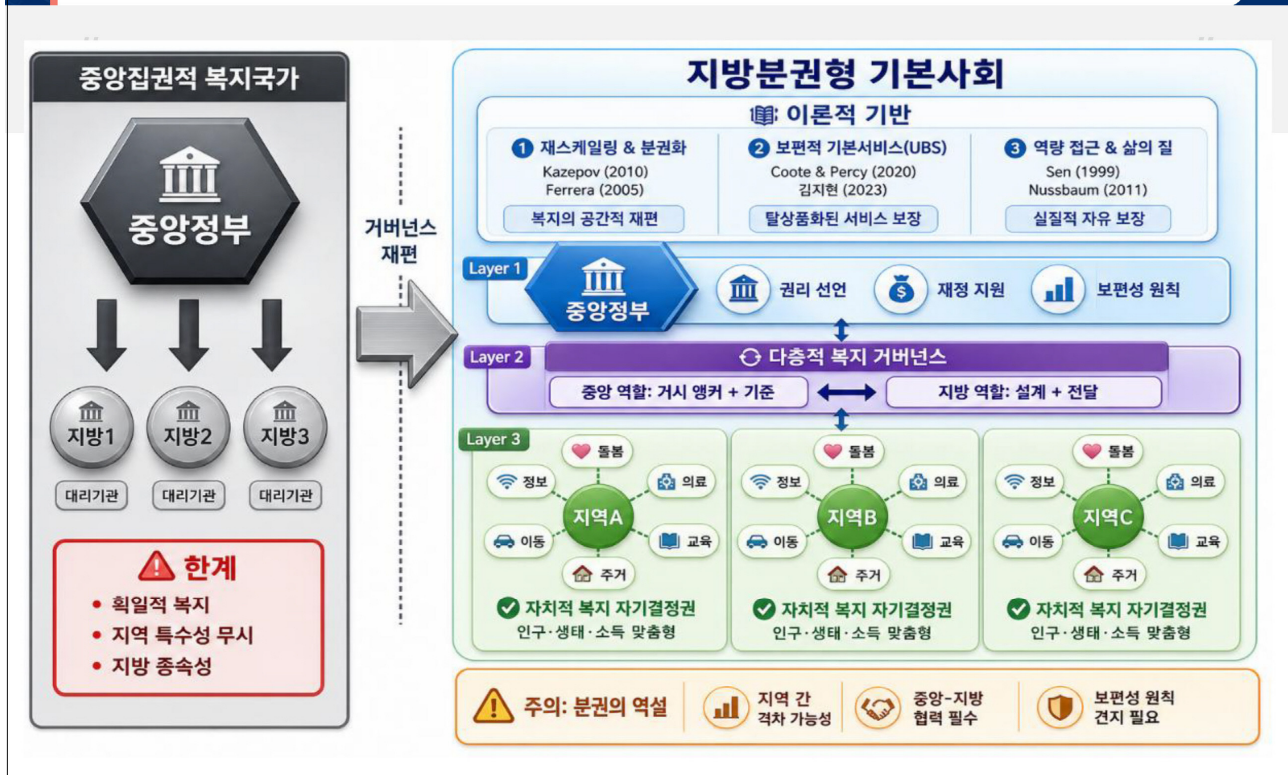 중앙집권적 복지국가
중앙정부
지방1
지방2
지방3
대리기관
대리기관
대리기관
한계
• 획일적 복지
• 지역 특수성 무시
• 지방 종속성
거버넌스
재편
지방분권형 기본사회
이론적 기반
1 재스케일링 & 분권화
Kazepov (2010)
Ferrera (2005)
복지의 공간적 재편
2 보편적 기본서비스(UBS)
Coote & Percy (2020)
김지현 (2023)
탈상품화된 서비스 보장
3 역량 접근 & 삶의 질
Sen (1999)
Nussbaum (2011)
실질적 자유 보장
Layer 1
중앙정부
권리 선언
재정 지원
보편성 원칙
Layer 2
다층적 복지 거버넌스
중앙 역할: 거시 앵커 + 기준
지방 역할: 설계 + 전달
Layer 3
돌봄
정보
의료
지역A
이동
교육
주거
자치적 복지 자기결정권
인구·생태·소득 맞춤형
돌봄
정보
의료
지역B
이동
교육
주거
자치적 복지 자기결정권
인구·생태·소득 맞춤형
돌봄
정보
의료
지역C
이동
교육
주거
자치적 복지 자기결정권
인구·생태·소득 맞춤형
주의: 분권의 역설
지역 간
격차 가능성
중앙-지방
협력 필수
보편성 원칙
견지 필요